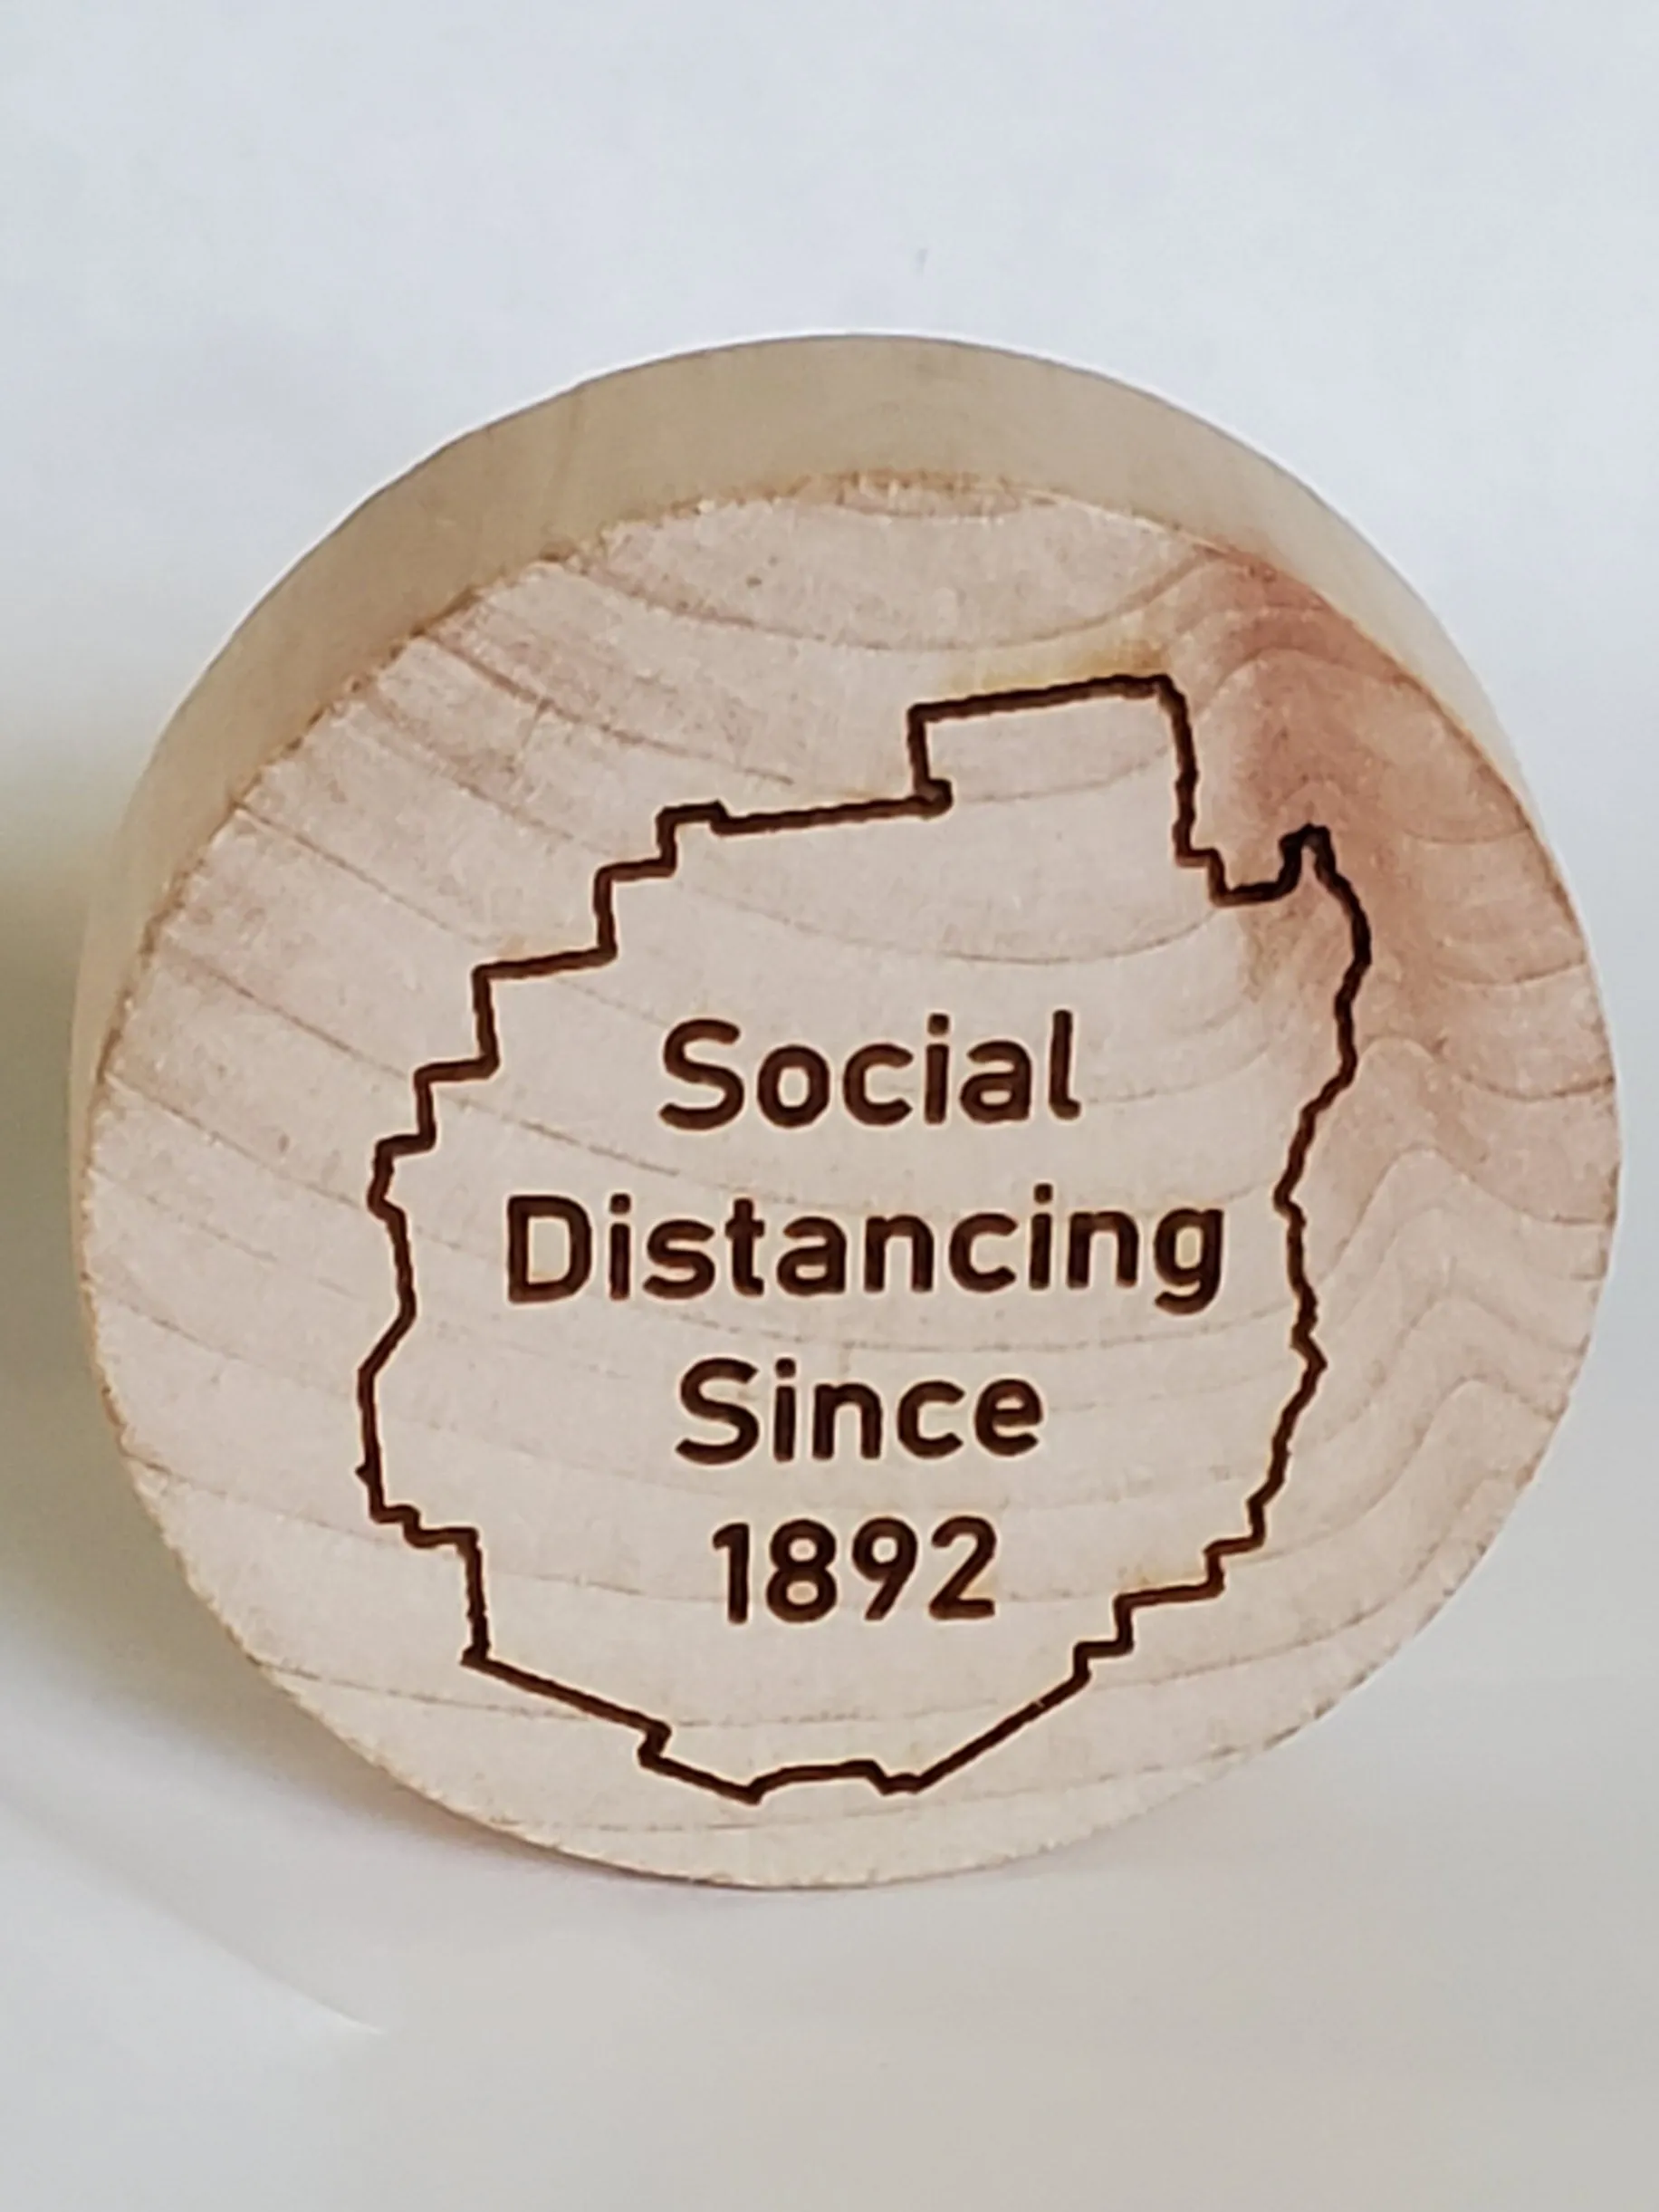 Social
Distancing
Since
1892